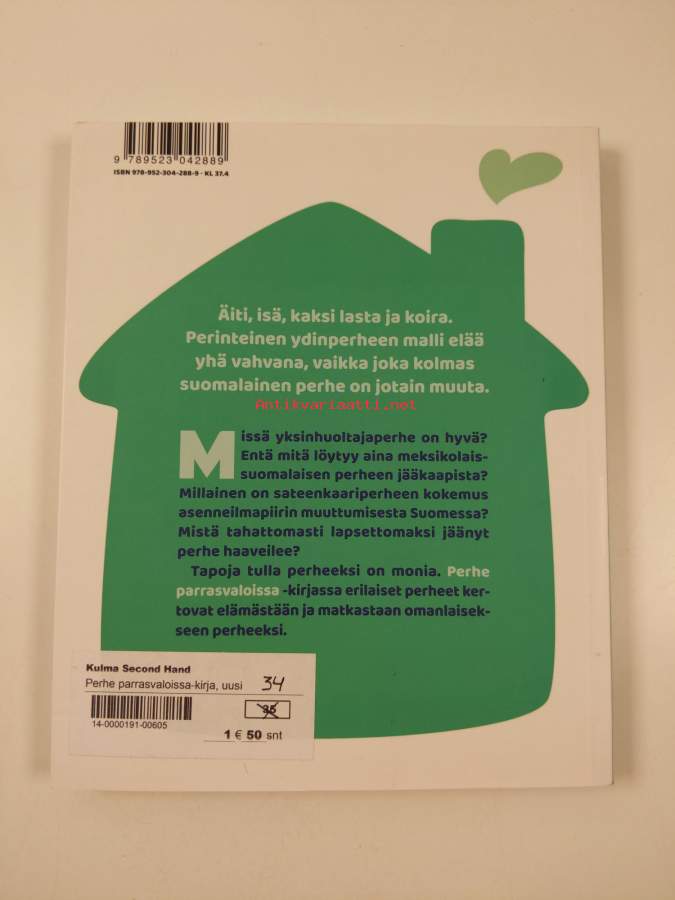 9 789523 042889
ISBN 978-952-304-288-9 · KL 37.4
Äiti, isä, kaksi lasta ja koira.
Perinteinen ydinperheen malli elää
yhä vahvana, vaikka joka kolmas
suomalainen perhe on jotain muuta.
Antikvariaatti.net
Missä yksinhuoltajaperhe on hyvä?
Entä mitä löytyy aina meksikolais-
suomalaisen perheen jääkaapista?
Millainen on sateenkaariperheen kokemus
asenneilmapiirin muuttumisesta Suomessa?
Mistä tahattomasti lapsettomaksi jäänyt
perhe haaveilee?
Tapoja tulla perheeksi on monia. Perhe
parrasvaloissa -kirjassa erilaiset perheet ker-
tovat elämästään ja matkastaan omanlaisek-
seen perheeksi.
Kulma Second Hand
Perhe parrasvaloissa-kirja, uusi 34
14-0000191-00605
1 € 50 snt